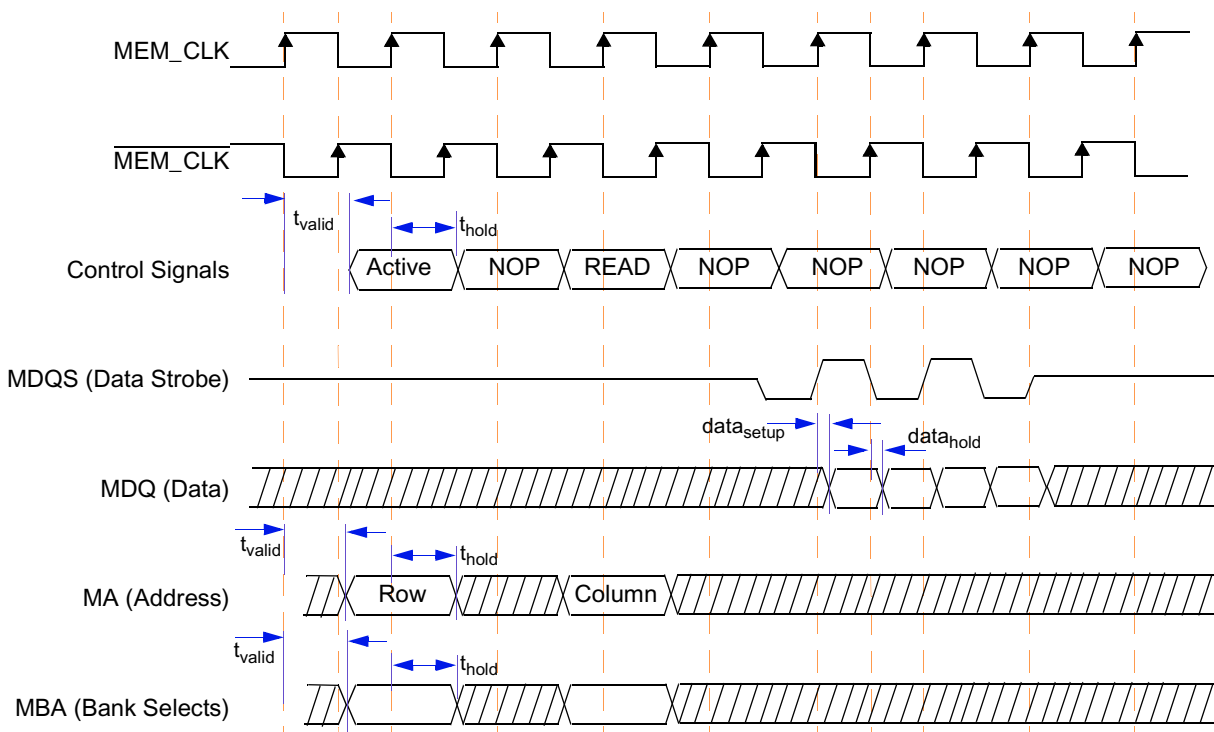 MEM_CLK
MEM_CLK
tvalid
thold
Control Signals
Active NOP READ NOP NOP NOP NOP NOP
MDQS (Data Strobe)
datasetup
datahold
MDQ (Data)
tvalid
thold
MA (Address)
Row
Column
tvalid
thold
MBA (Bank Selects)